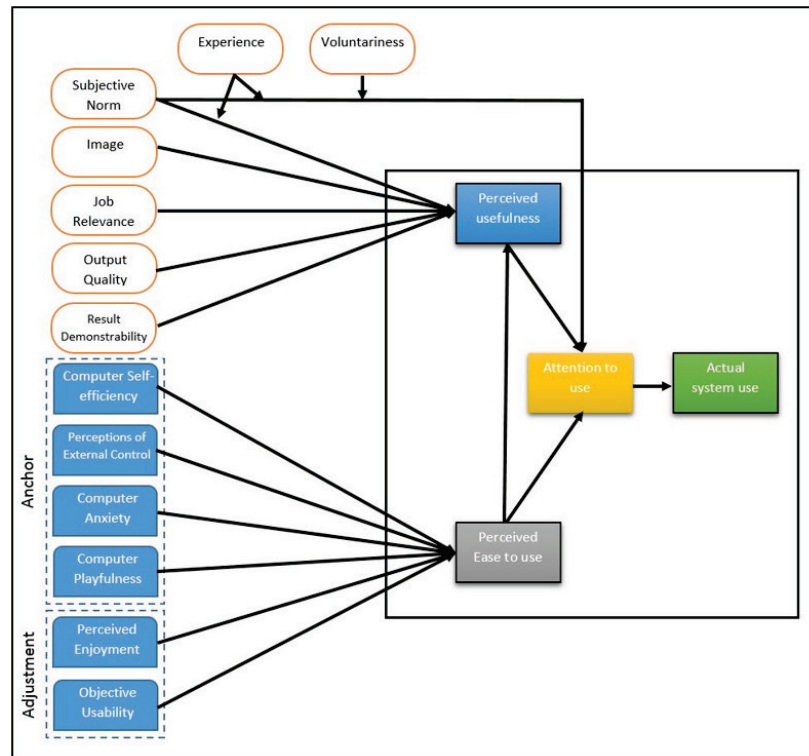 Experience
Voluntariness
Subjective
Norm
Image
Job
Relevance
Output
Quality
Result
Demonstrability
Perceived
usefulness
Attention to
use
Actual
system use
Anchor
Computer Self-
efficiency
Perceptions of
External Control
Computer
Anxiety
Computer
Playfulness
Perceived
Ease to use
Adjustment
Perceived
Enjoyment
Objective
Usability